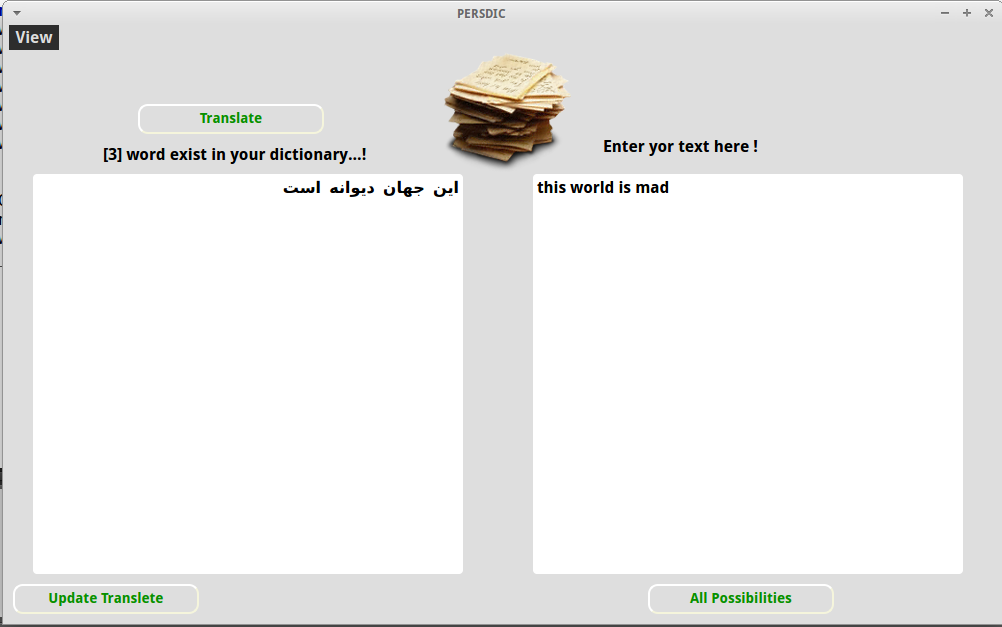 PERSDIC
View
Translate
[3] word exist in your dictionary...!
Enter yor text here !
این جهان دیوانه است
this world is mad
Update Translete
All Possibilities